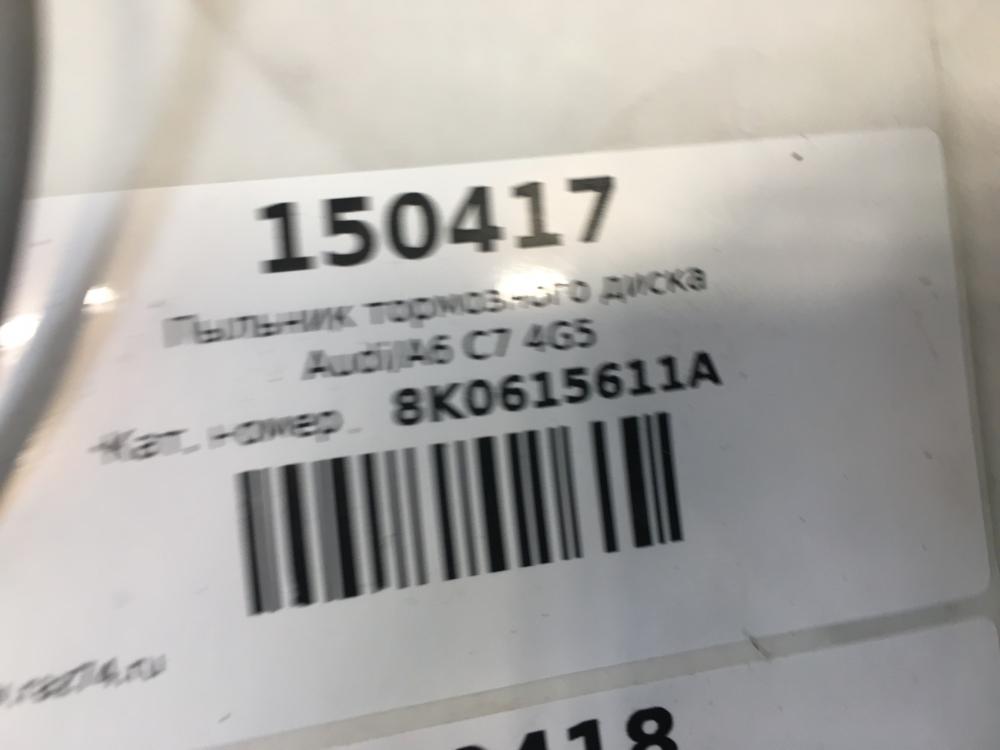 150417
Пыльник тормозного диска
Audi/A6 C7 4G5
Кат. номер. 8K0615611A